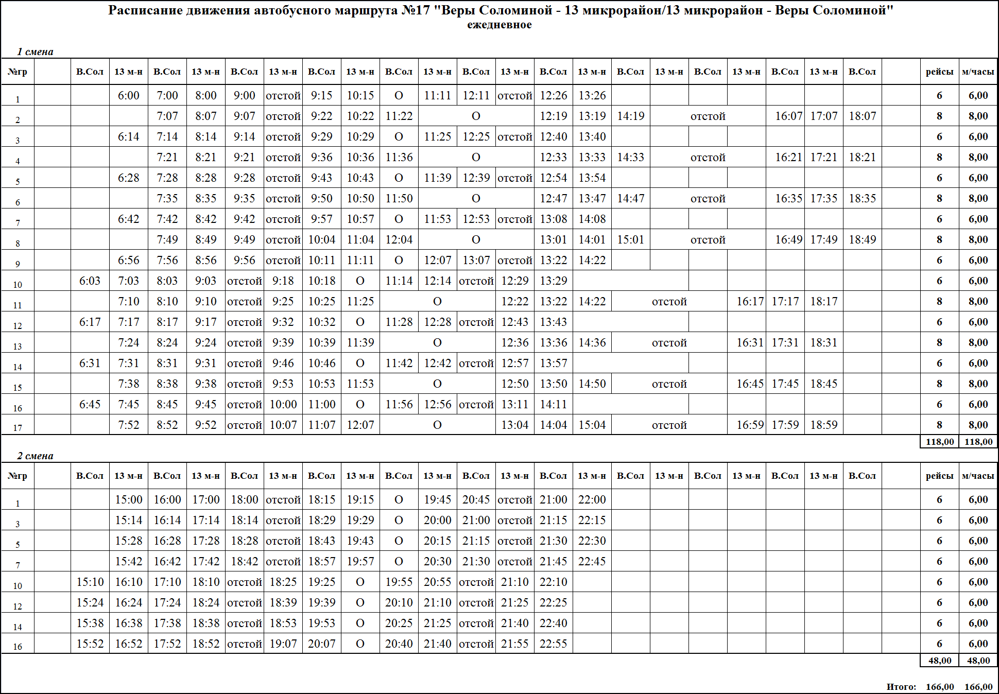 Расписание движения автобусного маршрута №17 "Веры Соломиной - 13 микрорайон/13 микрорайон - Веры Соломиной"
ежедневное
1 смена
№гр В.Сол 13 м-н В.Сол 13 м-н В.Сол 13 м-н В.Сол 13 м-н В.Сол 13 м-н В.Сол 13 м-н В.Сол 13 м-н В.Сол 13 м-н В.Сол 13 м-н В.Сол 13 м-н В.Сол рейсы м/часы
1 6:00 7:00 8:00 9:00 отстой 9:15 10:15 О 11:11 12:11 отстой 12:26 13:26 6 6,00
2 7:07 8:07 9:07 отстой 9:22 10:22 11:22 О 12:19 13:19 14:19 отстой 16:07 17:07 18:07 8 8,00
3 6:14 7:14 8:14 9:14 отстой 9:29 10:29 О 11:25 12:25 отстой 12:40 13:40 6 6,00
4 7:21 8:21 9:21 отстой 9:36 10:36 11:36 О 12:33 13:33 14:33 отстой 16:21 17:21 18:21 8 8,00
5 6:28 7:28 8:28 9:28 отстой 9:43 10:43 О 11:39 12:39 отстой 12:54 13:54 6 6,00
6 7:35 8:35 9:35 отстой 9:50 10:50 11:50 О 12:47 13:47 14:47 отстой 16:35 17:35 18:35 8 8,00
7 6:42 7:42 8:42 9:42 отстой 9:57 10:57 О 11:53 12:53 отстой 13:08 14:08 6 6,00
8 7:49 8:49 9:49 отстой 10:04 11:04 12:04 О 13:01 14:01 15:01 отстой 16:49 17:49 18:49 8 8,00
9 6:56 7:56 8:56 9:56 отстой 10:11 11:11 О 12:07 13:07 отстой 13:22 14:22 6 6,00
10 6:03 7:03 8:03 9:03 отстой 9:18 10:18 О 11:14 12:14 отстой 12:29 13:29 6 6,00
11 7:10 8:10 9:10 отстой 9:25 10:25 11:25 О 12:22 13:22 14:22 отстой 16:17 17:17 18:17 8 8,00
12 6:17 7:17 8:17 9:17 отстой 9:32 10:32 О 11:28 12:28 отстой 12:43 13:43 6 6,00
13 7:24 8:24 9:24 отстой 9:39 10:39 11:39 О 12:36 13:36 14:36 отстой 16:31 17:31 18:31 8 8,00
14 6:31 7:31 8:31 9:31 отстой 9:46 10:46 О 11:42 12:42 отстой 12:57 13:57 6 6,00
15 7:38 8:38 9:38 отстой 9:53 10:53 11:53 О 12:50 13:50 14:50 отстой 16:45 17:45 18:45 8 8,00
16 6:45 7:45 8:45 9:45 отстой 10:00 11:00 О 11:56 12:56 отстой 13:11 14:11 6 6,00
17 7:52 8:52 9:52 отстой 10:07 11:07 12:07 О 13:04 14:04 15:04 отстой 16:59 17:59 18:59 8 8,00
118,00 118,00
2 смена
№гр В.Сол 13 м-н В.Сол 13 м-н В.Сол 13 м-н В.Сол 13 м-н В.Сол 13 м-н В.Сол 13 м-н В.Сол 13 м-н В.Сол 13 м-н В.Сол 13 м-н В.Сол 13 м-н В.Сол рейсы м/часы
1 15:00 16:00 17:00 18:00 отстой 18:15 19:15 О 19:45 20:45 отстой 21:00 22:00 6 6,00
3 15:14 16:14 17:14 18:14 отстой 18:29 19:29 О 20:00 21:00 отстой 21:15 22:15 6 6,00
5 15:28 16:28 17:28 18:28 отстой 18:43 19:43 О 20:15 21:15 отстой 21:30 22:30 6 6,00
7 15:42 16:42 17:42 18:42 отстой 18:57 19:57 О 20:30 21:30 отстой 21:45 22:45 6 6,00
10 15:10 16:10 17:10 18:10 отстой 18:25 19:25 О 19:55 20:55 отстой 21:10 22:10 6 6,00
12 15:24 16:24 17:24 18:24 отстой 18:39 19:39 О 20:10 21:10 отстой 21:25 22:25 6 6,00
14 15:38 16:38 17:38 18:38 отстой 18:53 19:53 О 20:25 21:25 отстой 21:40 22:40 6 6,00
16 15:52 16:52 17:52 18:52 отстой 19:07 20:07 О 20:40 21:40 отстой 21:55 22:55 6 6,00
48,00 48,00
Итого: 166,00 166,00